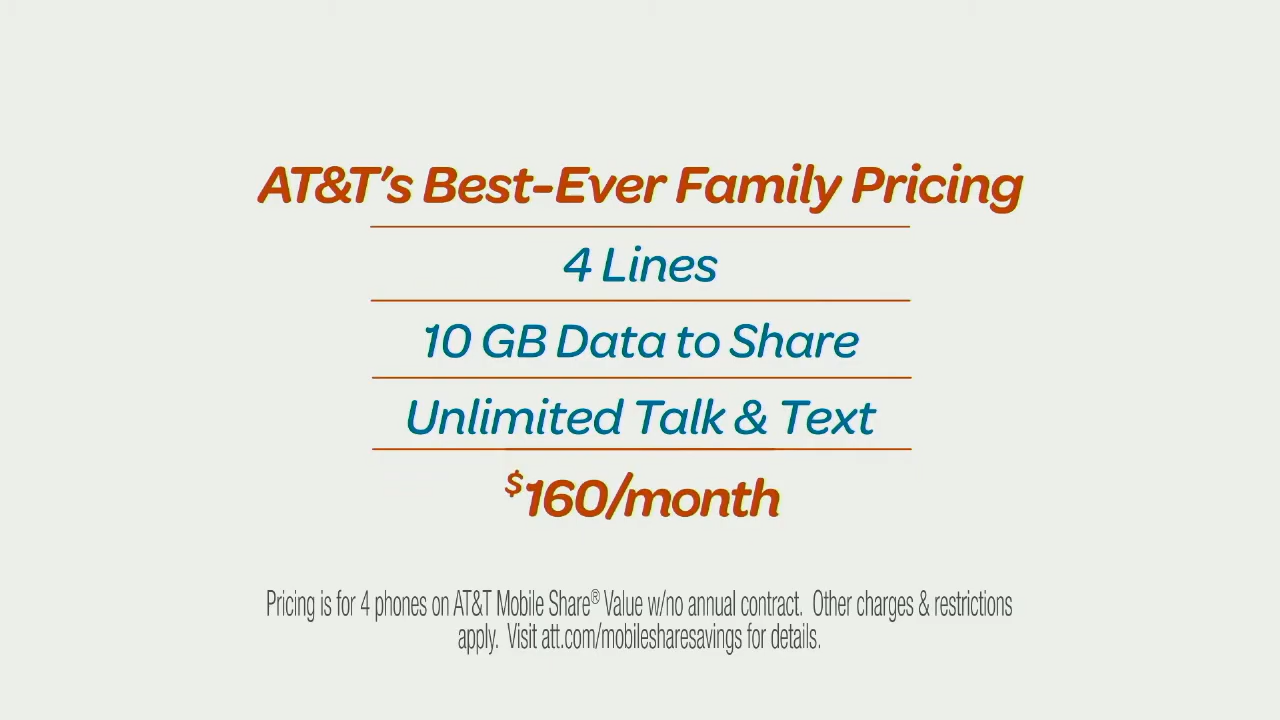 AT&T's Best-Ever Family Pricing
4 Lines
10 GB Data to Share
Unlimited Talk & Text
$160/month
Pricing is for 4 phones on AT&T Mobile Share® Value w/no annual contract. Other charges & restrictions
apply. Visit att.com/mobilesharesavings for details.